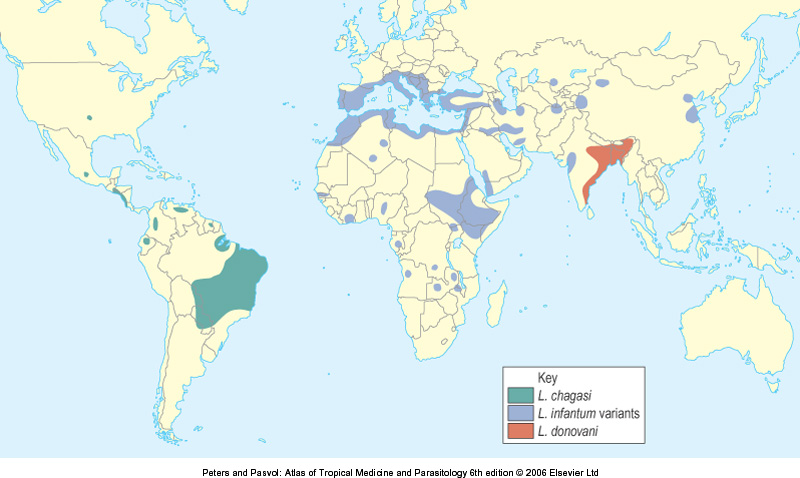 Key
L. chagasi
L. infantum variants
L. donovani
Peters and Pasvol: Atlas of Tropical Medicine and Parasitology 6th edition © 2006 Elsevier Ltd